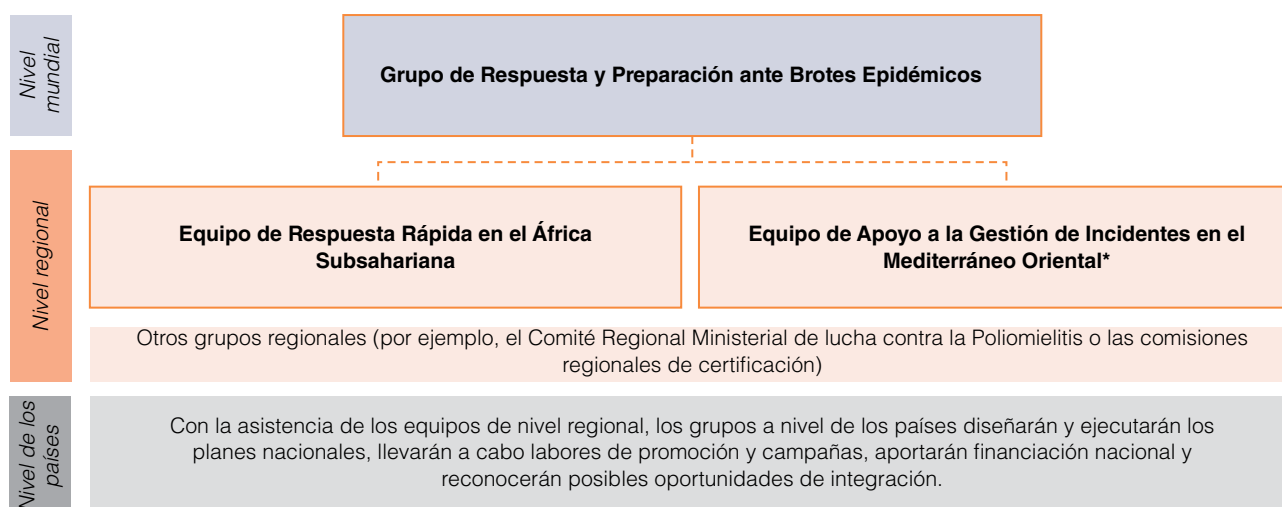 Nivel
mundial
Grupo de Respuesta y Preparación ante Brotes Epidémicos
Nivel regional
Equipo de Respuesta Rápida en el África
Subsahariana
Equipo de Apoyo a la Gestión de Incidentes en el
Mediterráneo Oriental*
Otros grupos regionales (por ejemplo, el Comité Regional Ministerial de lucha contra la Poliomielitis o las comisiones
regionales de certificación)
Nivel de los
países
Con la asistencia de los equipos de nivel regional, los grupos a nivel de los países diseñarán y ejecutarán los
planes nacionales, llevarán a cabo labores de promoción y campañas, aportarán financiación nacional y
reconocerán posibles oportunidades de integración.